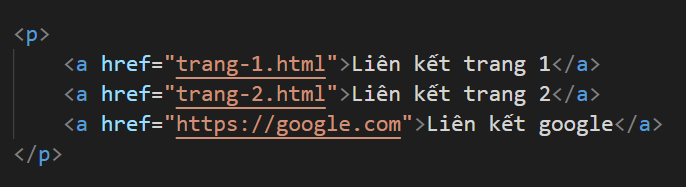 <p>
<a href="trang-1.html">Liên kết trang 1</a>
<a href="trang-2.html">Liên kết trang 2</a>
<a href="https://google.com">Liên kết google</a>
</p>